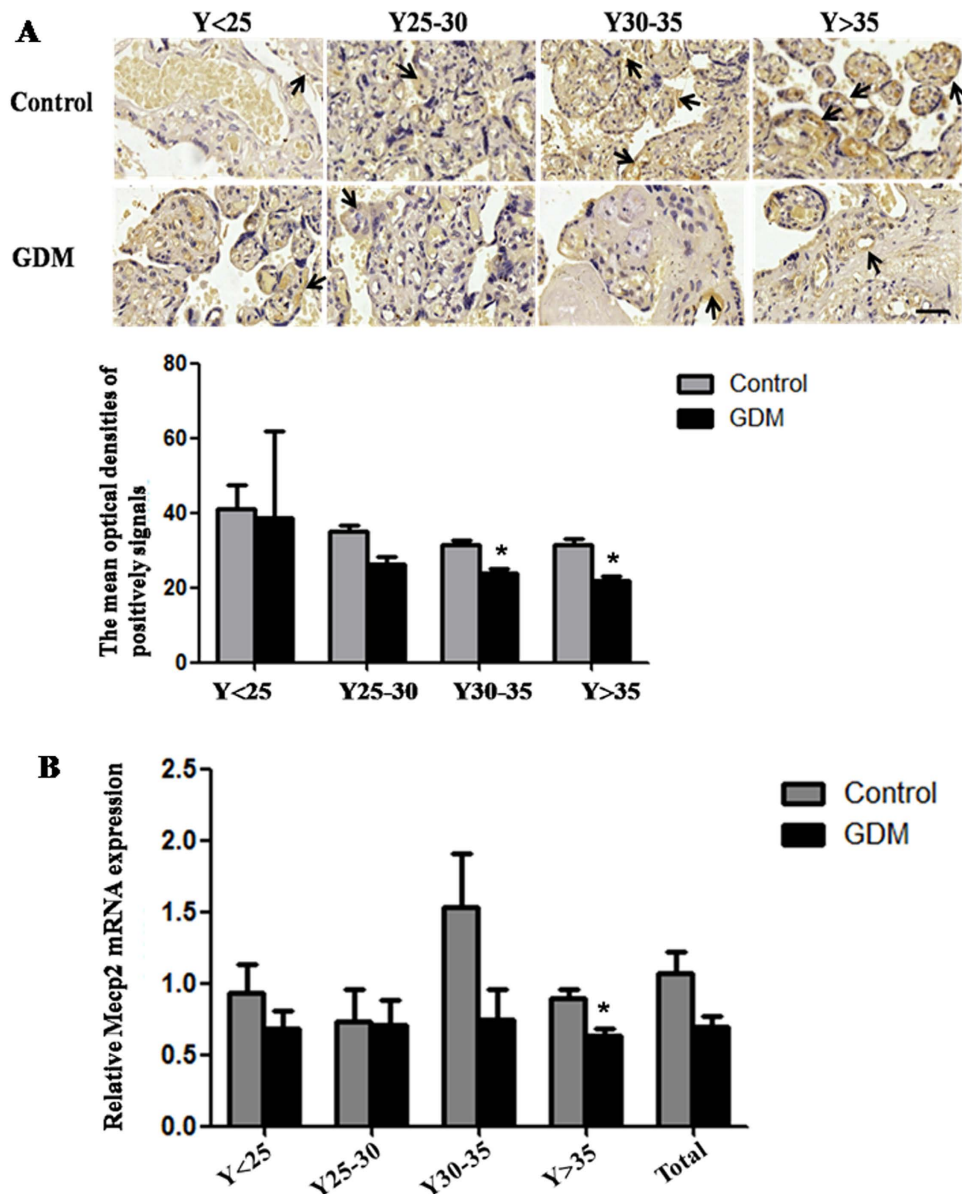 A
Y<25 Y25-30 Y30-35 Y>35
Control
GDM
The mean optical densities of
positively signals
80
60
40
20
0
Control
GDM
* *
Y<25 Y25-30 Y30-35 Y>35
B
Relative Mecp2 mRNA expression
2.5
2.0
1.5
1.0
0.5
0.0
Control
GDM
*
Y<25 Y25-30 Y30-35 Y>35 Total